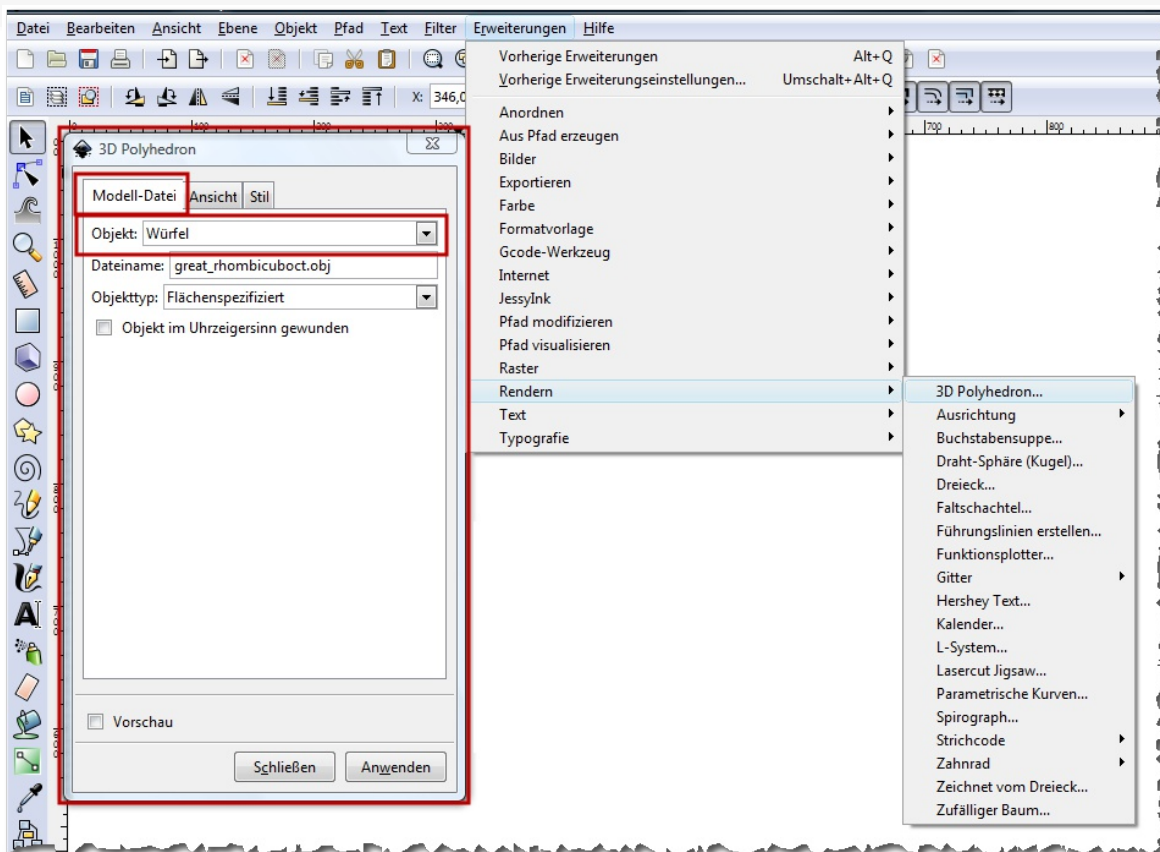 Datei Bearbeiten Ansicht Ebene Objekt Pfad Text Filter Erweiterungen Hilfe
X: 346,0
Vorherige Erweiterungen Alt+Q
Vorherige Erweiterungseinstellungen... Umschalt+Alt+Q
Anordnen
Aus Pfad erzeugen
Bilder
Exportieren
Farbe
Formatvorlage
Gcode-Werkzeug
Internet
JessyInk
Pfad modifizieren
Pfad visualisieren
Raster
Rendern
Text
Typografie
3D Polyhedron...
Ausrichtung
Buchstabensuppe...
Draht-Sphäre (Kugel)...
Dreieck...
Faltschachtel...
Führungslinien erstellen...
Funktionsplotter...
Gitter
Hershey Text...
Kalender...
L-System...
Lasercut Jigsaw...
Parametrische Kurven...
Spirograph...
Strichcode
Zahnrad
Zeichnet vom Dreieck...
Zufälliger Baum...
700 800
3D Polyhedron
Modell-Datei Ansicht Stil
Objekt: Würfel
Dateiname: great_rhombicuboct.obj
Objekttyp: Flächenspezifiziert
Objekt im Uhrzeigersinn gewunden
Vorschau
Schließen Anwenden